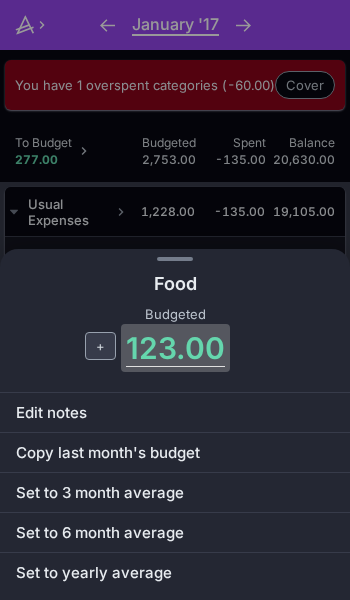 January '17
You have 1 overspent categories (-60.00)
Cover
To Budget
277.00
Budgeted
2,753.00
Spent
-135.00
Balance
20,630.00
Usual
Expenses
1,228.00
-135.00
19,105.00
Food
Budgeted
+
123.00
Edit notes
Copy last month's budget
Set to 3 month average
Set to 6 month average
Set to yearly average